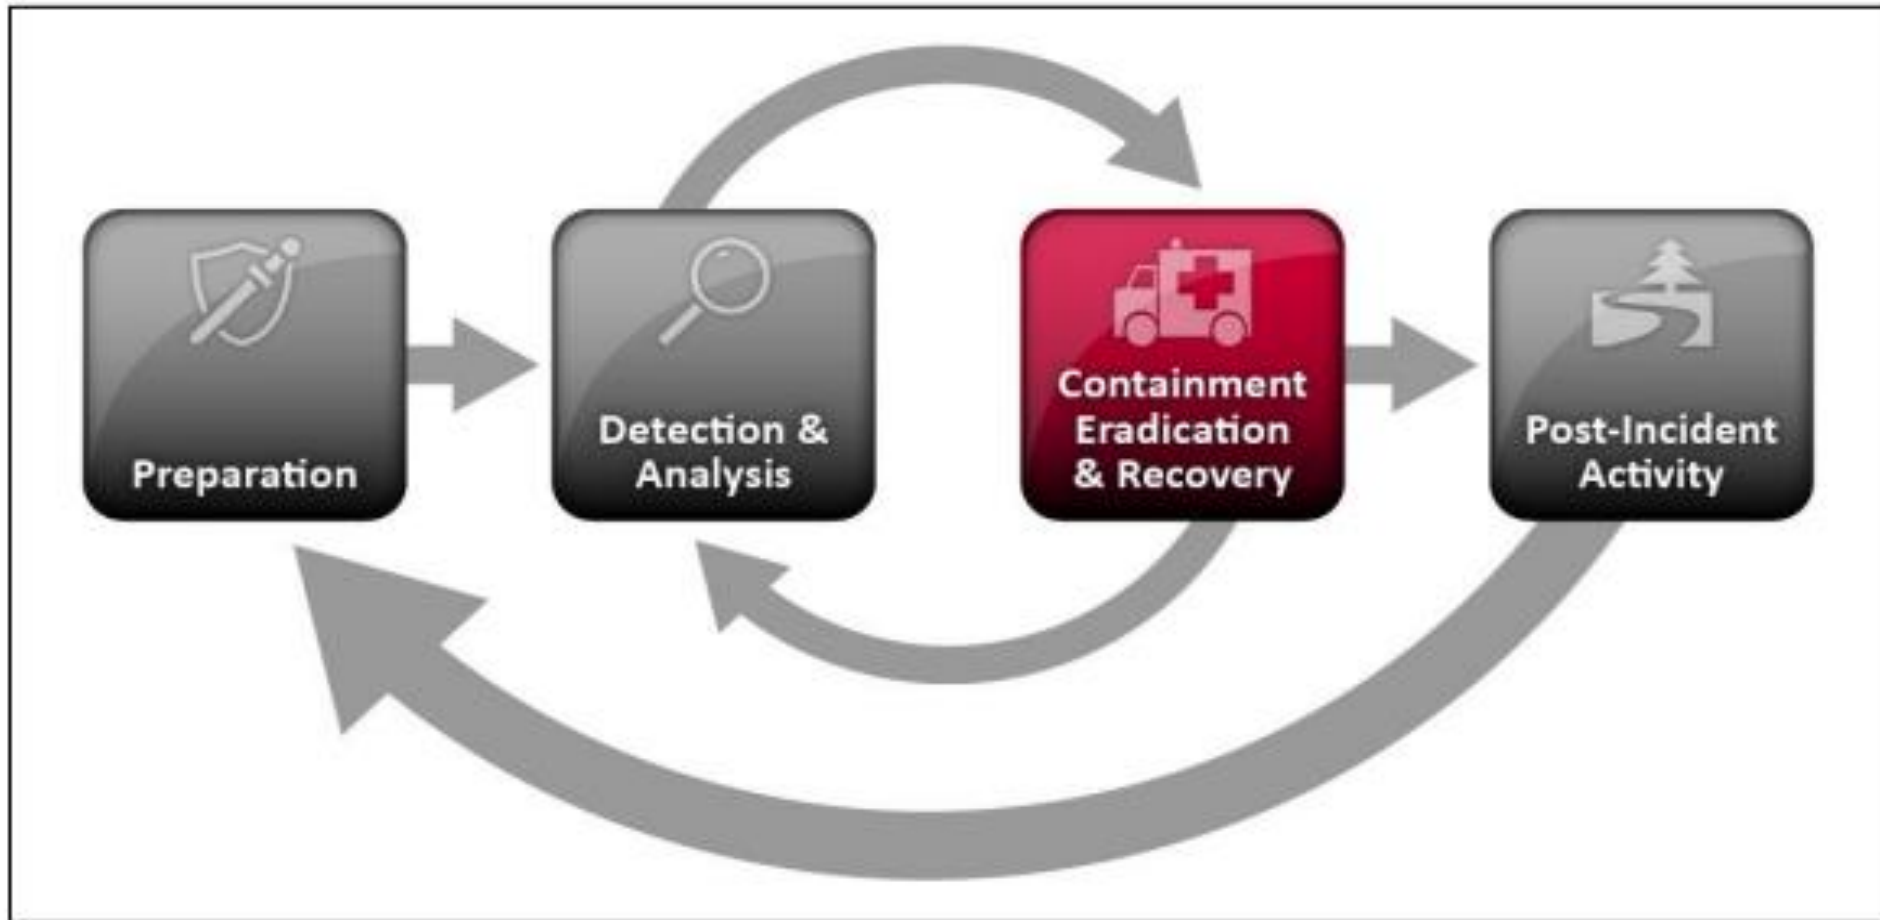 Preparation
Detection &
Analysis
Containment
Eradication
& Recovery
Post-Incident
Activity